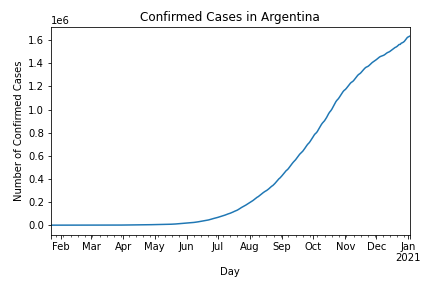 Confirmed Cases in Argentina
1e6
Number of Confirmed Cases
1.6
1.4
1.2
1.0
0.8
0.6
0.4
0.2
0.0
Feb Mar Apr May Jun Jul Aug Sep Oct Nov Dec Jan
2021
Day